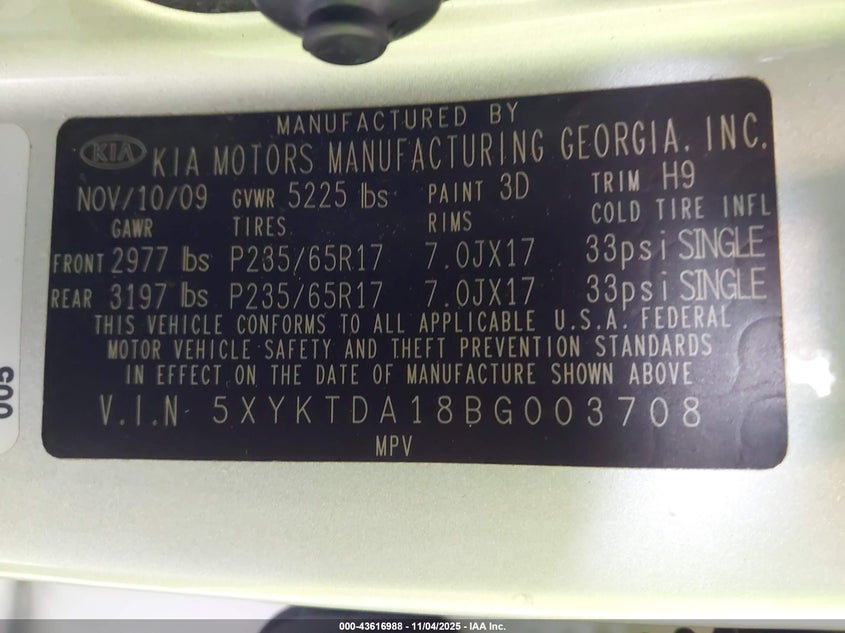 MANUFACTURED BY
KIA KIA MOTORS MANUFACTURING GEORGIA, INC.
NOV/10/09 GVWR 5225 lbs PAINT 3D TRIM H9
GAWR TIRES RIMS COLD TIRE INFL
FRONT 2977 lbs P235/65R17 7.0JX17 33psi SINGLE
REAR 3197 lbs P235/65R17 7.0JX17 33psi SINGLE
THIS VEHICLE CONFORMS TO ALL APPLICABLE U.S.A. FEDERAL
MOTOR VEHICLE SAFETY AND THEFT PREVENTION STANDARDS
IN EFFECT ON THE DATE OF MANUFACTURE SHOWN ABOVE
V.I.N 5XYKTDA18BG003708
MPV
005
000-43616988 - 11/04/2025 - IAA Inc.